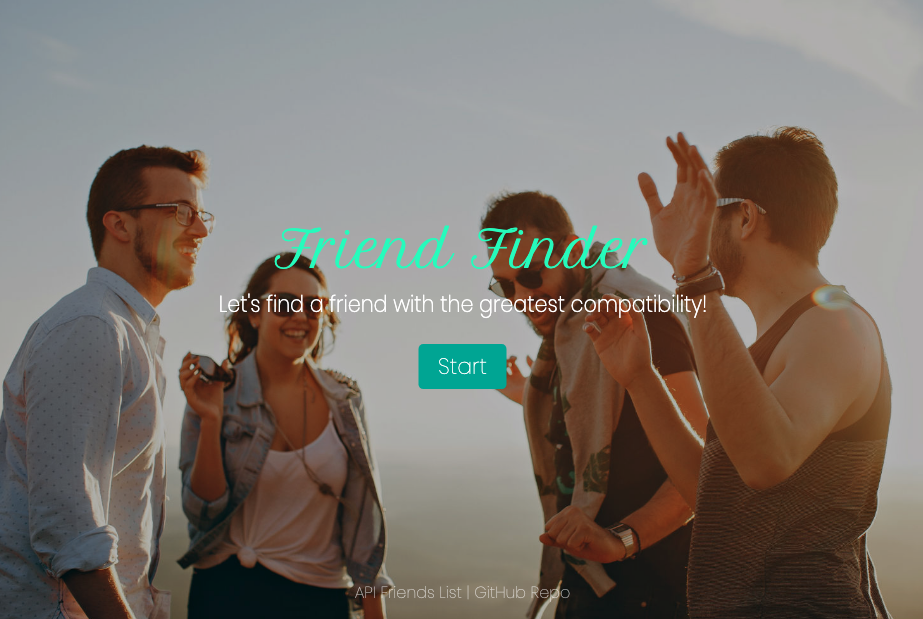 Friend Finder
Let's find a friend with the greatest compatibility!
Start
API Friends List | GitHub Repo